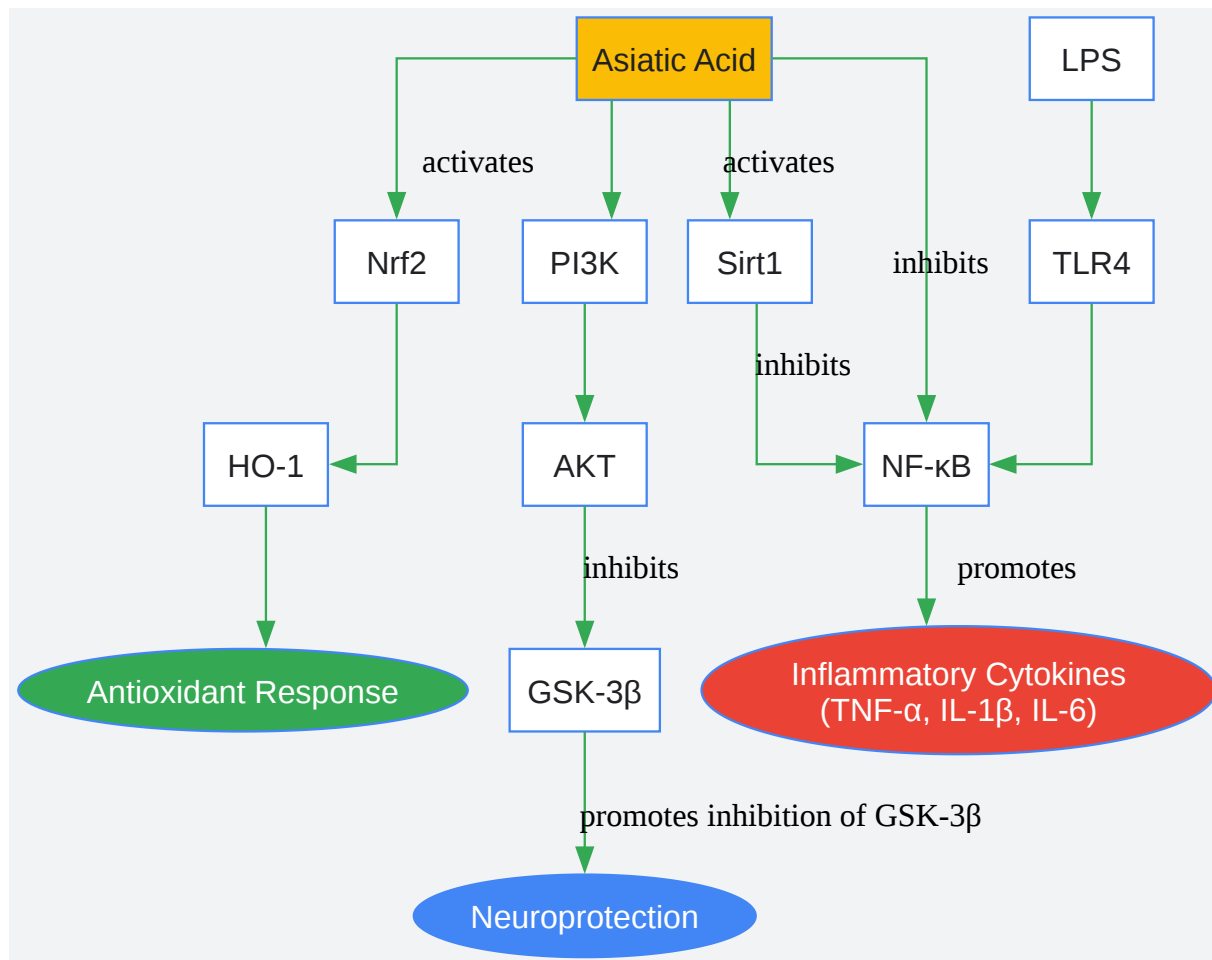 Asiatic Acid
LPS
activates
activates
Nrf2
PI3K
Sirt1
inhibits
TLR4
inhibits
HO-1
AKT
NF-κB
inhibits
promotes
Antioxidant Response
GSK-3β
Inflammatory Cytokines
(TNF-α, IL-1β, IL-6)
promotes inhibition of GSK-3β
Neuroprotection